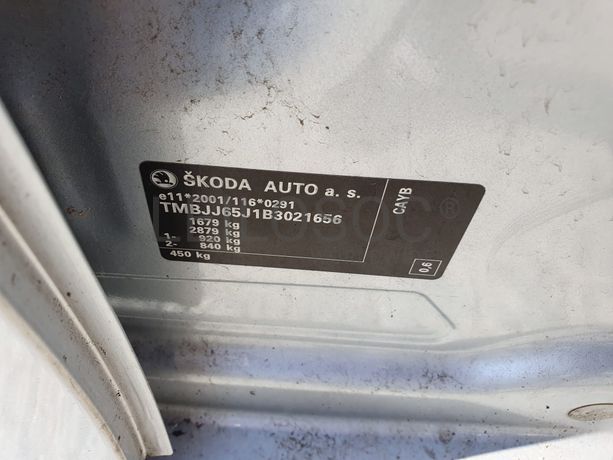 ŠKODA AUTO a. s.
e11*2001/116*0291
TMBJJ65J1B3021656
1679 kg
2879 kg
1- 920 kg
2- 840 kg
450 kg
CAYB
0,6